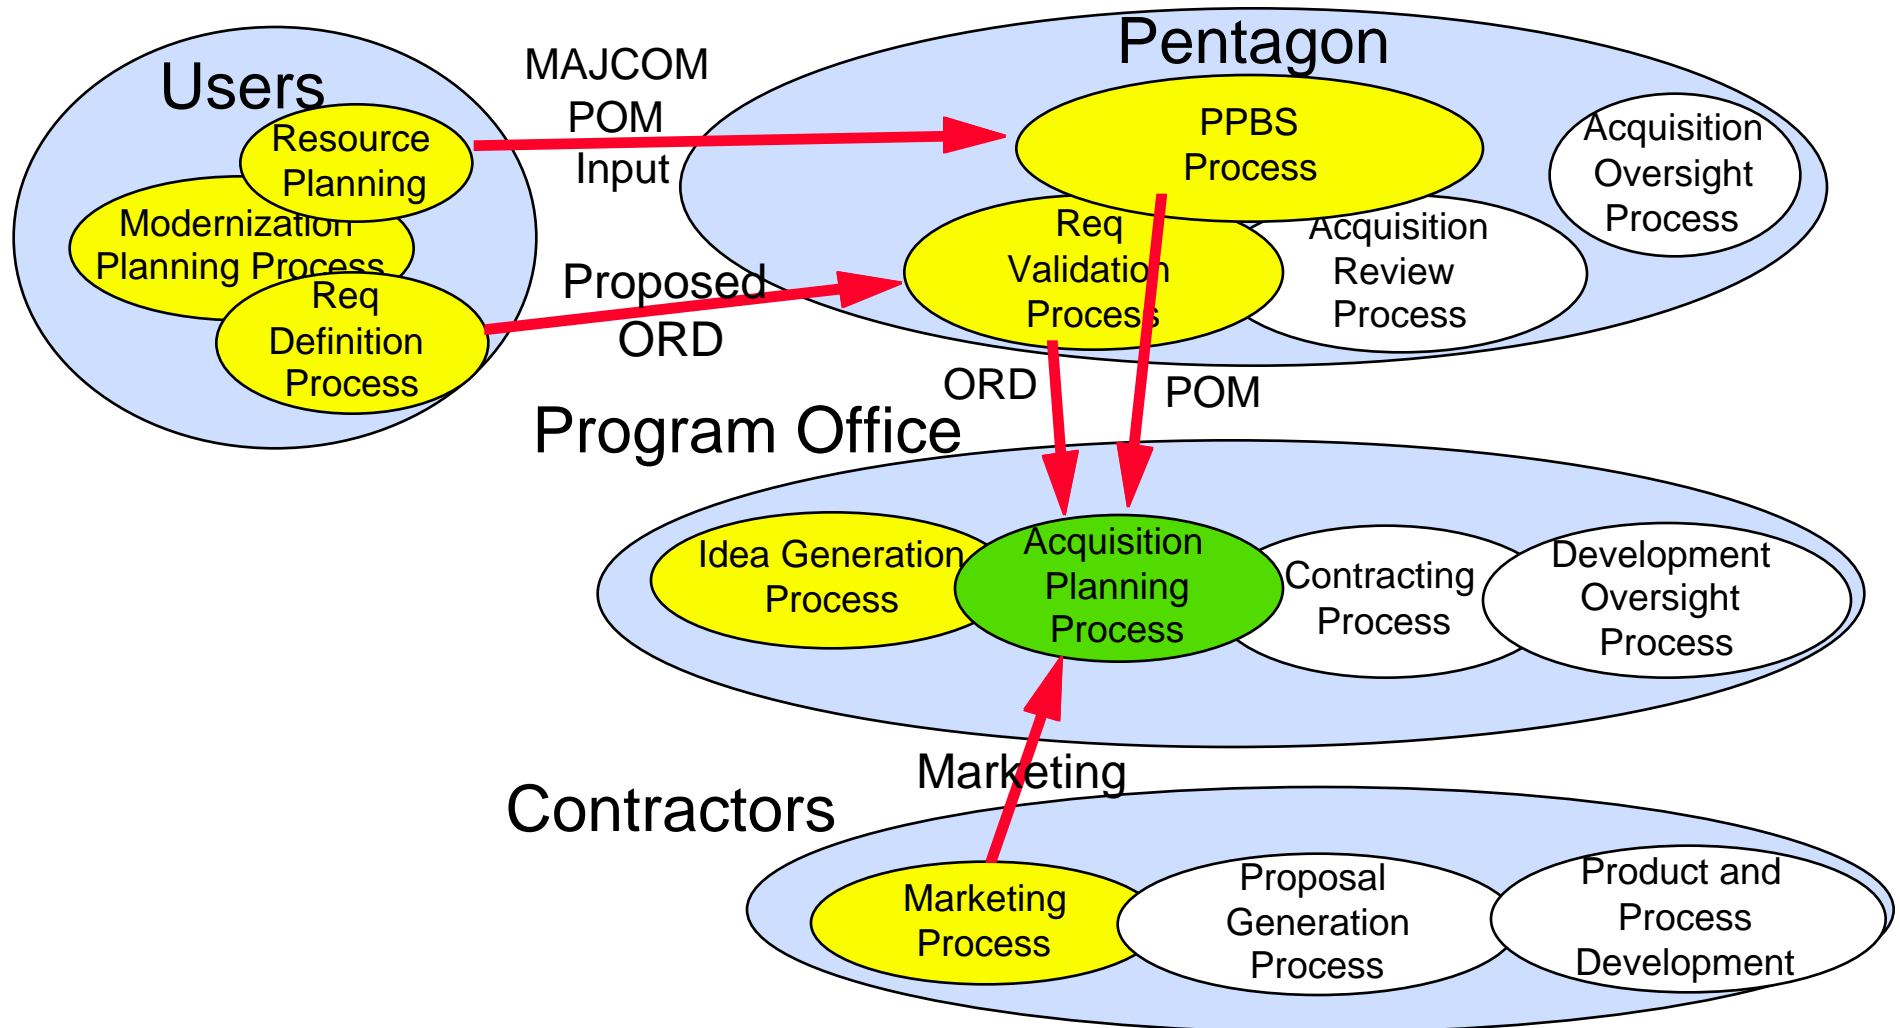 Users
Resource
Planning
Modernization
Planning Process
Req
Definition
Process
MAJCOM
POM
Input
Proposed
ORD
Pentagon
PPBS
Process
Req
Validation
Process
Acquisition
Review
Process
Acquisition
Oversight
Process
ORD
POM
Program Office
Idea Generation
Process
Acquisition
Planning
Process
Contracting
Process
Development
Oversight
Process
Marketing
Contractors
Marketing
Process
Proposal
Generation
Process
Product and
Process
Development